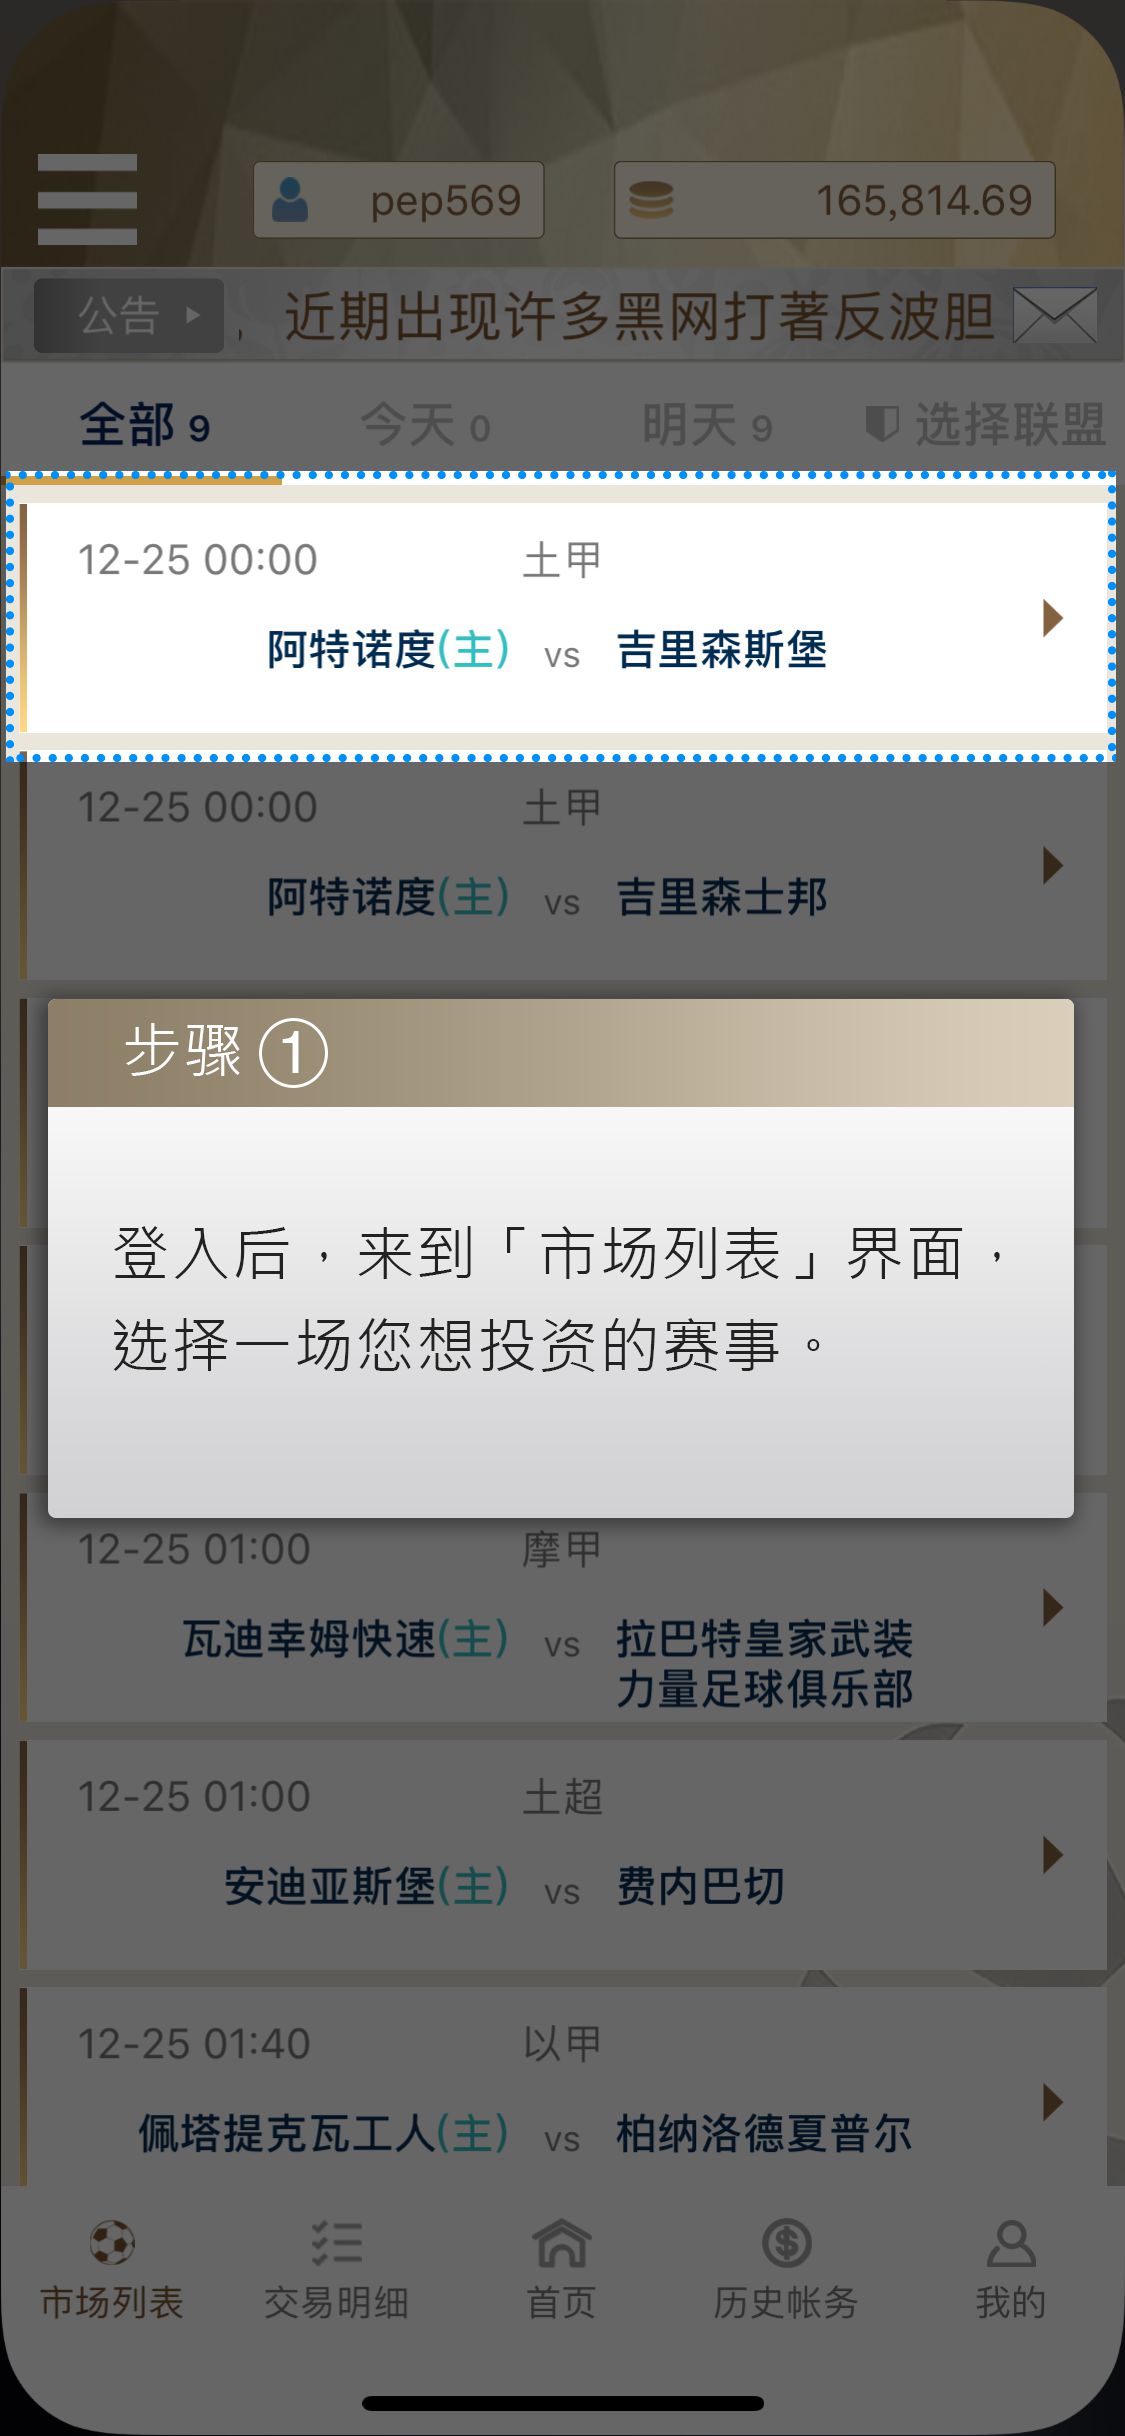 pep569
165,814.69
公告
近期出现许多黑网打著反波胆
全部 9
今天 0
明天 9
选择联盟
12-25 00:00 土甲
阿特诺度(主) vs 吉里森斯堡
12-25 00:00 土甲
阿特诺度(主) vs 吉里森士邦
步骤 ①
登入后，来到「市场列表」界面，
选择一场您想投资的赛事。
12-25 01:00 摩甲
瓦迪幸姆快速(主) vs 拉巴特皇家武装
力量足球俱乐部
12-25 01:00 土超
安迪亚斯堡(主) vs 费内巴切
12-25 01:40 以甲
佩塔提克瓦工人(主) vs 柏纳洛德夏普尔
市场列表
交易明细
首页
历史帐务
我的